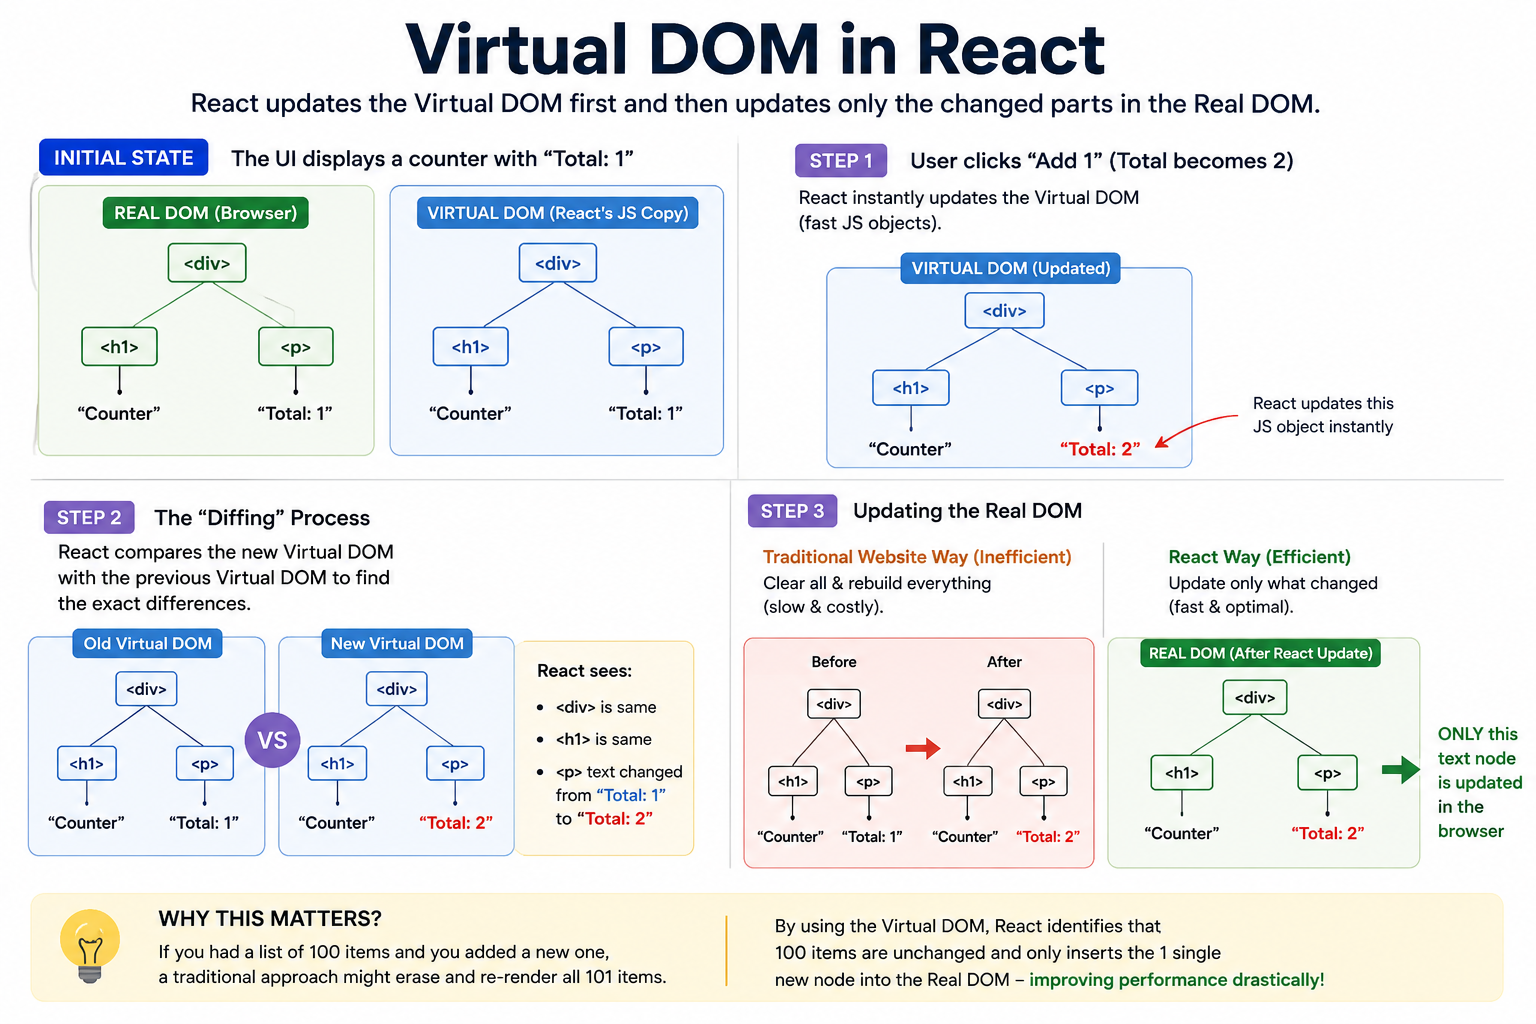 Virtual DOM in React
React updates the Virtual DOM first and then updates only the changed parts in the Real DOM.
INITIAL STATE
The UI displays a counter with “Total: 1”
REAL DOM (Browser)
<div>
<h1>
<p>
“Counter”
“Total: 1”
VIRTUAL DOM (React's JS Copy)
<div>
<h1>
<p>
“Counter”
“Total: 1”
STEP 1
User clicks “Add 1” (Total becomes 2)
React instantly updates the Virtual DOM
(fast JS objects).
VIRTUAL DOM (Updated)
<div>
<h1>
<p>
“Counter”
“Total: 2”
React updates this
JS object instantly
STEP 2
The “Diffing” Process
React compares the new Virtual DOM
with the previous Virtual DOM to find
the exact differences.
Old Virtual DOM
<div>
<h1>
<p>
“Counter”
“Total: 1”
VS
New Virtual DOM
<div>
<h1>
<p>
“Counter”
“Total: 2”
React sees:
• <div> is same
• <h1> is same
• <p> text changed
from “Total: 1”
to “Total: 2”
STEP 3
Updating the Real DOM
Traditional Website Way (Inefficient)
Clear all & rebuild everything
(slow & costly).
Before
<div>
<h1>
<p>
“Counter”
“Total: 1”
After
<div>
<h1>
<p>
“Counter”
“Total: 2”
React Way (Efficient)
Update only what changed
(fast & optimal).
REAL DOM (After React Update)
<div>
<h1>
<p>
“Counter”
“Total: 2”
ONLY this
text node
is updated
in the
browser
WHY THIS MATTERS?
If you had a list of 100 items and you added a new one,
a traditional approach might erase and re-render all 101 items.
By using the Virtual DOM, React identifies that
100 items are unchanged and only inserts the 1 single
new node into the Real DOM – improving performance drastically!